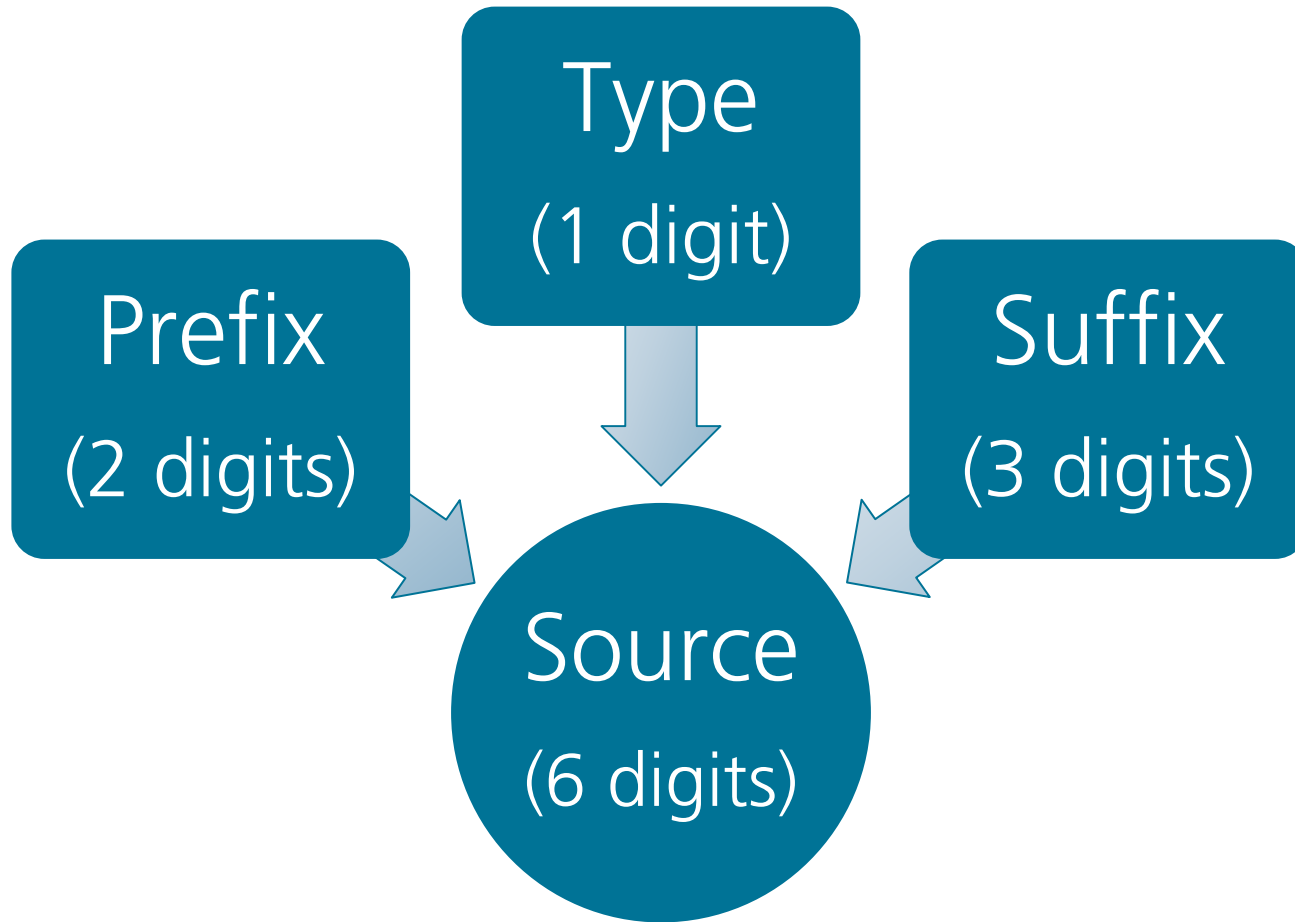 Type
(1 digit)
Prefix
(2 digits)
Suffix
(3 digits)
Source
(6 digits)